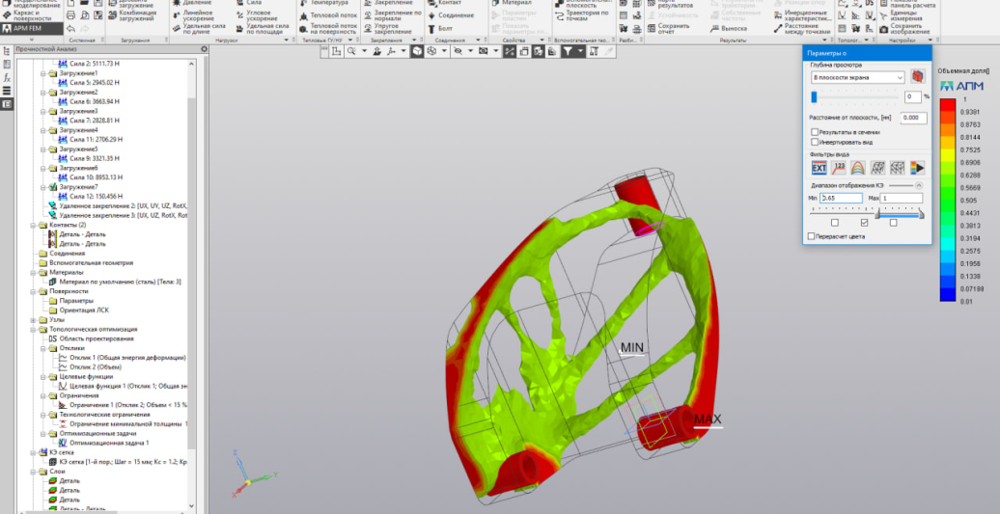 моделирование
Каркас и поверхности
APM FEM
загружений
Комбинация загружений
Давление
Линейное ускорение
Удельная сила по длине
Сила
Угловое ускорение
Сила по площади
Температура
Тепловой поток
Тепловой поток на поверхность
Закрепление
Закрепление по нормали
Упругое закрепление
Контакт
Соединение
Болт
Материал
плоскость
Траектория по точкам
результатов
Сохранить отчёт
Выноска
Инерционные характеристик...
Расстояние между точками
DS
панель расчета
Единицы измерения
Сохранить изображение
Системная
Загружения
Нагрузки
Закрепления
Соединения
Свойства
Вспомогательная гео...
Результаты
Тополог...
Настройки
Прочностной Анализ
Сила 2: 5111.73 Н
Загружение1
Сила 5: 2945.02 Н
Загружение2
Сила 6: 3663.94 Н
Загружение3
Сила 7: 2828.81 Н
Загружение4
Сила 11: 2706.29 Н
Загружение5
Сила 9: 3321.35 Н
Загружение6
Сила 10: 8953.13 Н
Загружение7
Сила 12: 150.456 Н
Удаленное закрепление 2: [UX, UY, UZ, RotX,
Удаленное закрепление 3: [UX, UZ, RotX, Rot
Контакты (2)
Деталь - Деталь
Деталь - Деталь
Соединения
Вспомогательная геометрия
Материалы
Материал по умолчанию (сталь) [Тела: 3]
Поверхности
Параметры
Ориентация ЛСК
Узлы
Топологическая оптимизация
DS Область проектирования
Отклики
Отклик 1 (Общая энергия деформации)
Отклик 2 (Объем)
Целевые функции
Целевая функция 1 (Отклик 1; Общая эн
Ограничения
Ограничение 1 (Отклик 2; Объем < 15 %
Технологические ограничения
Ограничение минимальной толщины 1
Оптимизационные задачи
Оптимизационная задача 1
КЭ сетка
КЭ сетка [1-й пор.; Шаг = 15 мм; Кс = 1.2; Кр
Слои
Деталь
Деталь
Деталь
Деталь - Деталь
MIN
MAX
Z
Y
X
Параметры о
Глубина просмотра
В плоскости экрана
0 %
Расстояние от плоскости, [мм] 0.000
Результаты в сечении
Инвертировать вид
Фильтры вида
EXT
123
Диапазон отображения КЭ
Min 0.65 Max 1
Перерасчет цвета
Объемная доля[]
АПМ
1
0.9381
0.8763
0.8144
0.7525
0.6906
0.6288
0.5669
0.505
0.4431
0.3813
0.3194
0.2575
0.1956
0.1338
0.07188
0.01